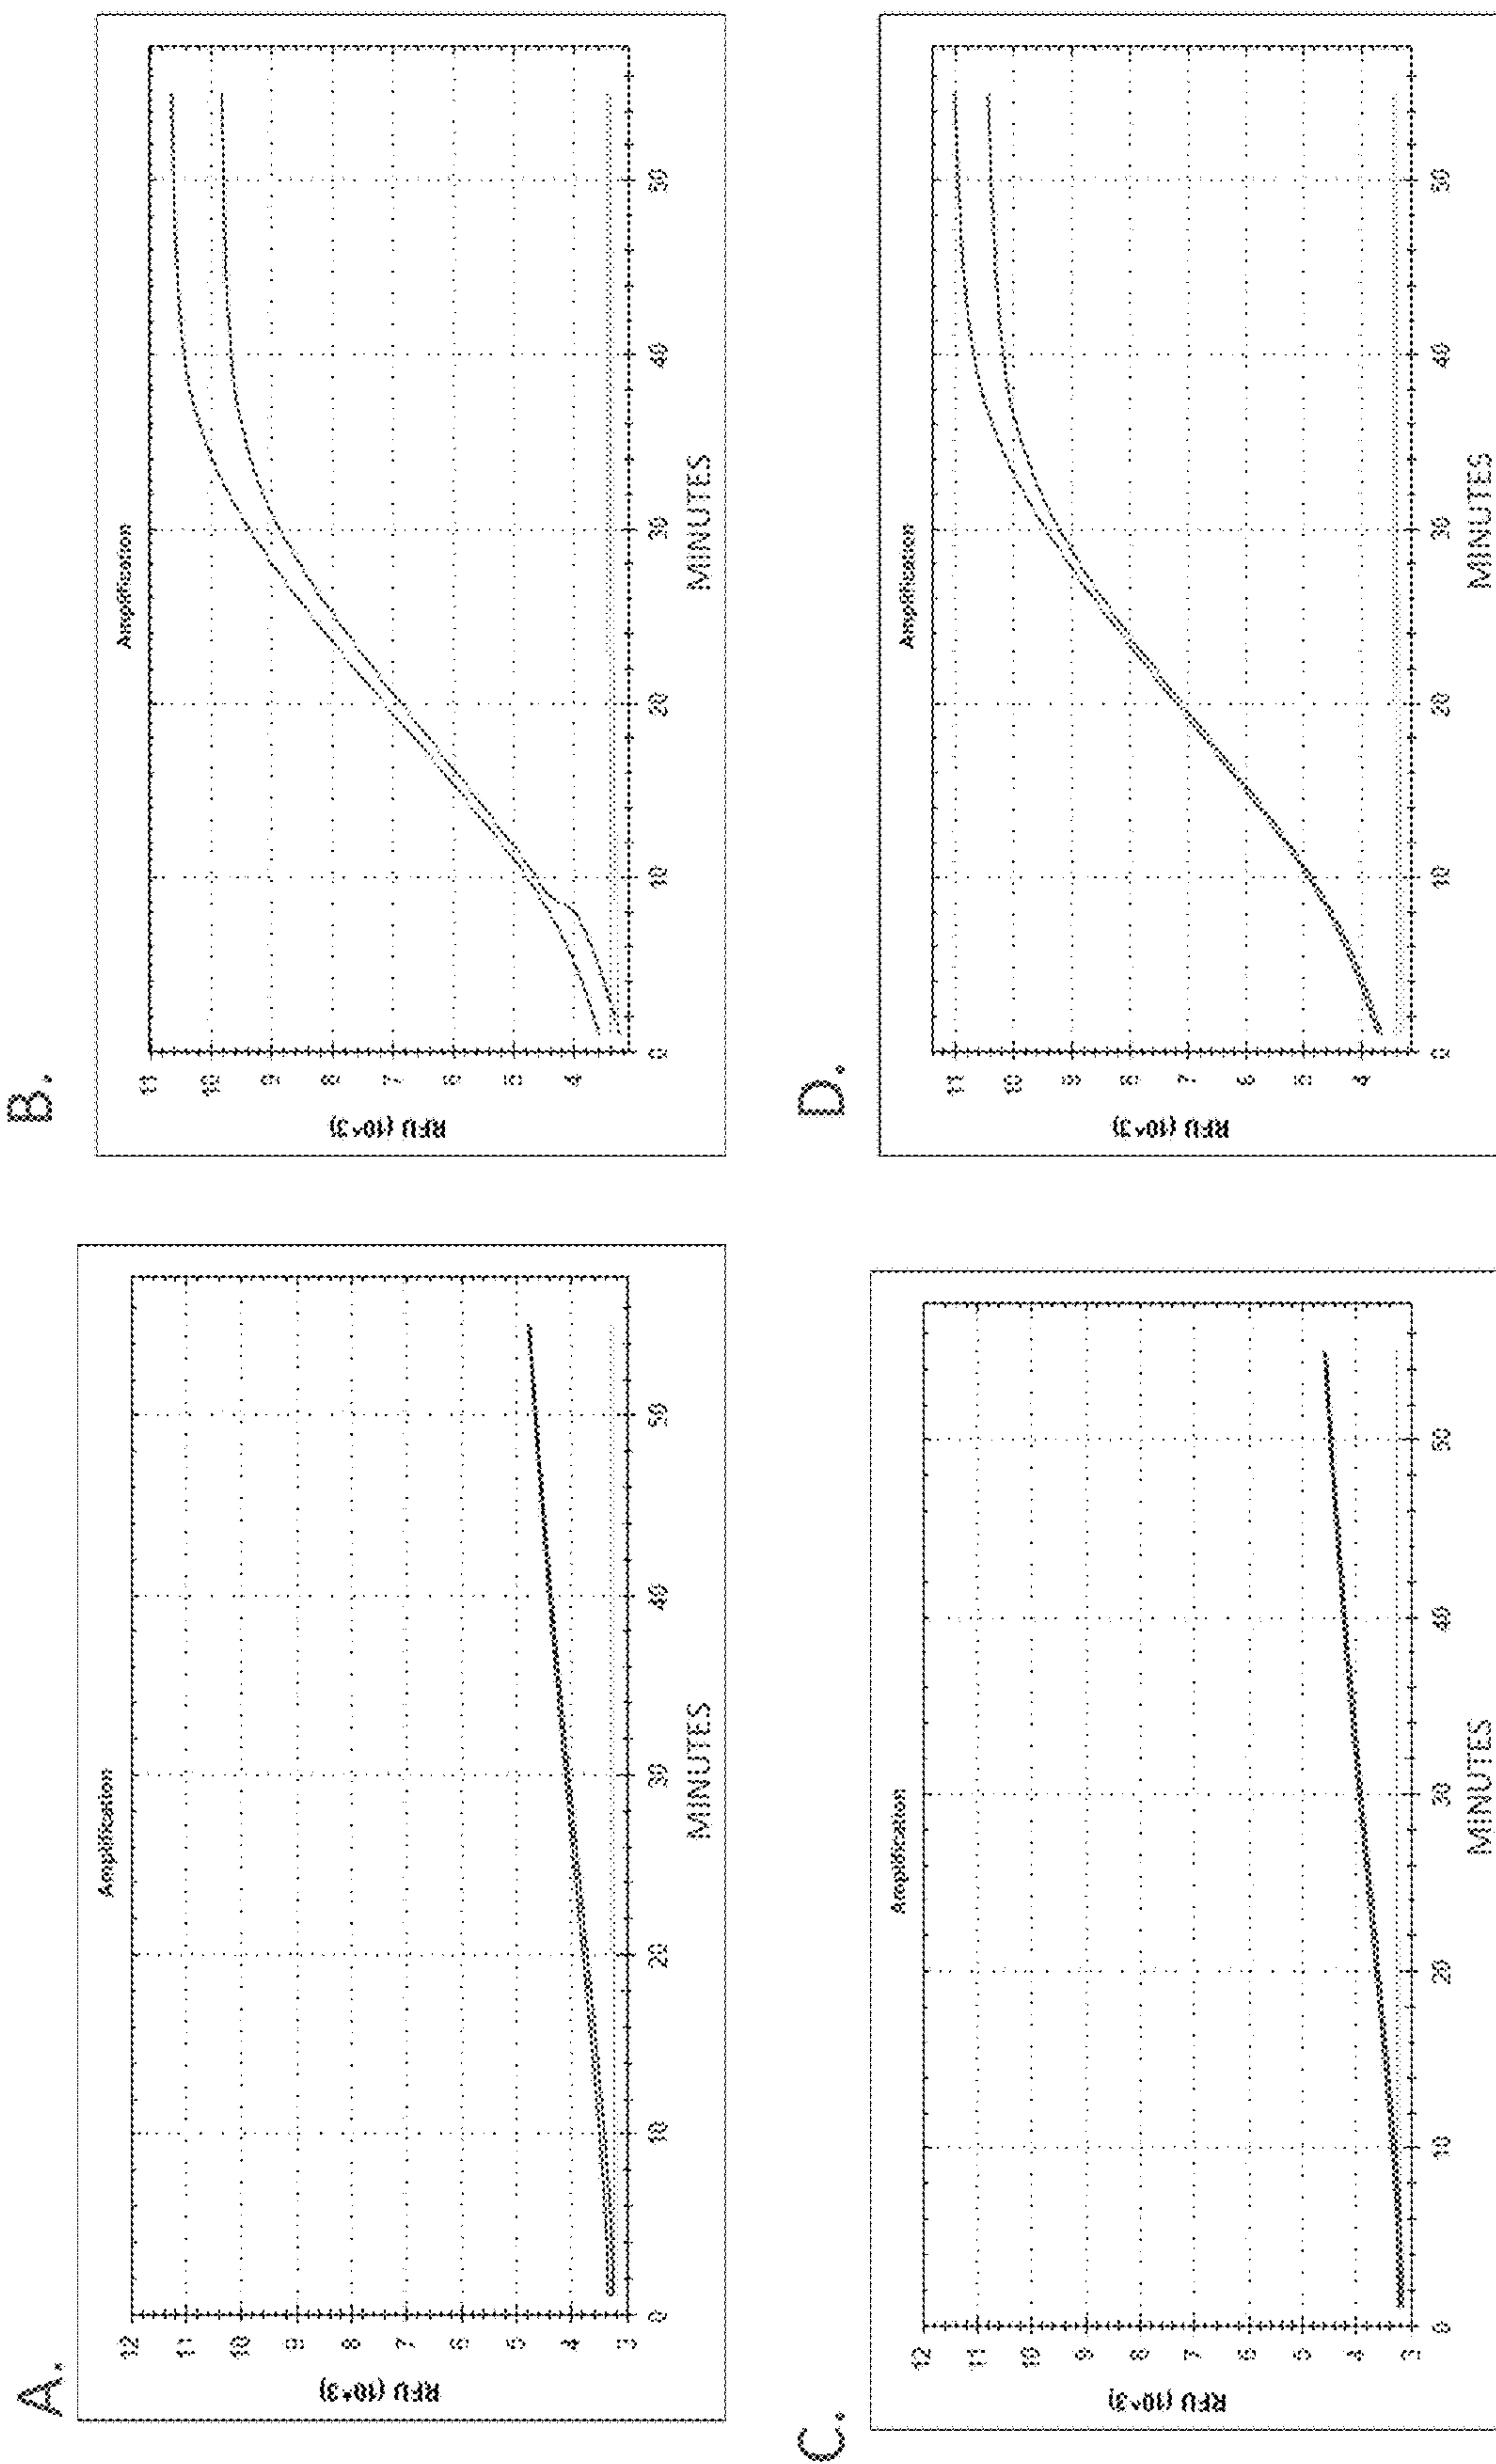 A.
Amplification
RFU (10^3)
12
11
10
9
8
7
6
5
4
3
0 10 20 30 40 50
MINUTES
B.
Amplification
RFU (10^3)
11
10
9
8
7
6
5
4
0 10 20 30 40 50
MINUTES
C.
Amplification
RFU (10^3)
12
11
10
9
8
7
6
5
4
3
0 10 20 30 40 50
MINUTES
D.
Amplification
RFU (10^3)
11
10
9
8
7
6
5
4
0 10 20 30 40 50
MINUTES